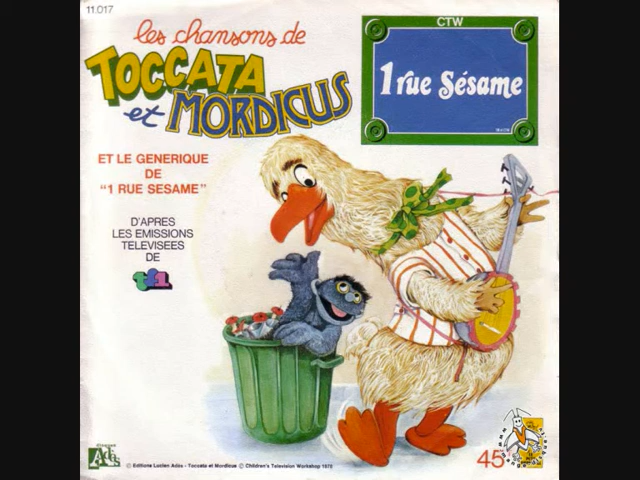 11.017
les chansons de
TOCCATA
et MORDICUS
CTW
1 rue Sésame
ET LE GENERIQUE
DE
"1 RUE SESAME"
D'APRES
LES EMISSIONS
TELEVISEES
DE
tf1
Adès
© Editions Lucien Adès - Toccata et Mordicus © Children's Television Workshop 1978
45